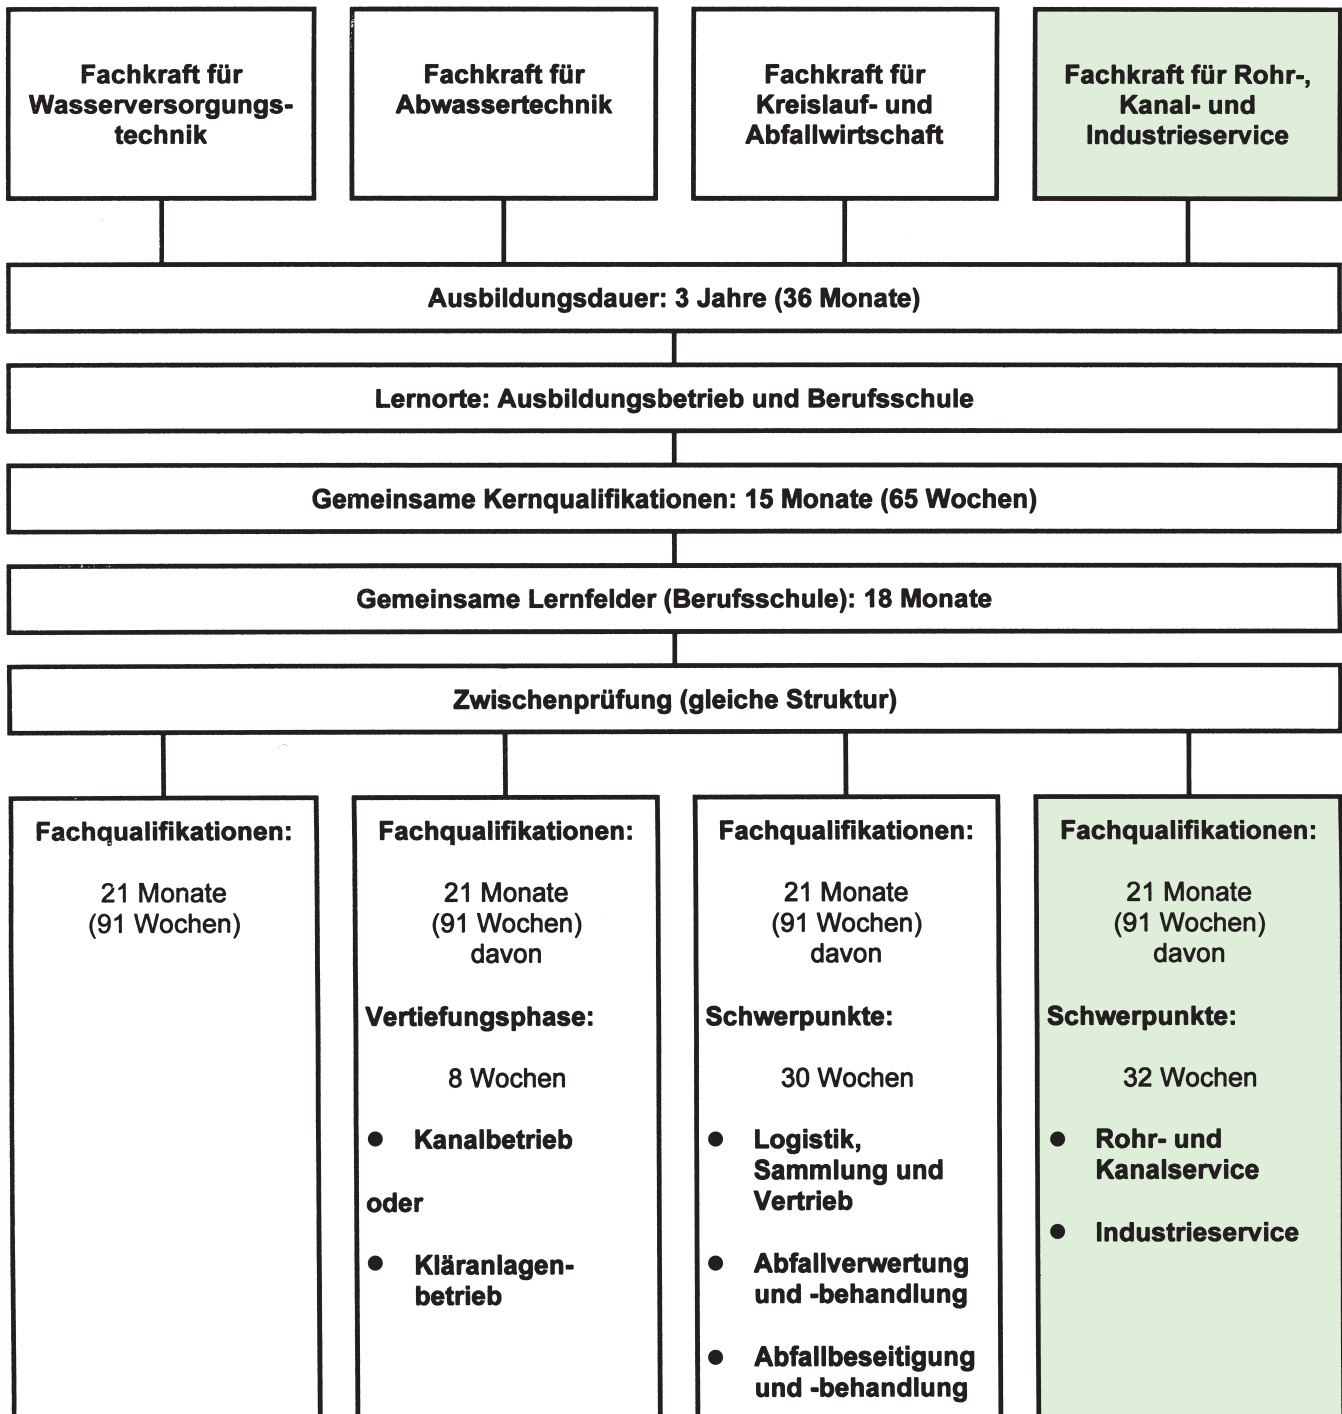 Fachkraft für
Wasserversorgungs-
technik
Fachkraft für
Abwassertechnik
Fachkraft für
Kreislauf- und
Abfallwirtschaft
Fachkraft für Rohr-,
Kanal- und
Industrieservice
Ausbildungsdauer: 3 Jahre (36 Monate)
Lernorte: Ausbildungsbetrieb und Berufsschule
Gemeinsame Kernqualifikationen: 15 Monate (65 Wochen)
Gemeinsame Lernfelder (Berufsschule): 18 Monate
Zwischenprüfung (gleiche Struktur)
Fachqualifikationen:
21 Monate
(91 Wochen)
Fachqualifikationen:
21 Monate
(91 Wochen)
davon
Vertiefungsphase:
8 Wochen
● Kanalbetrieb
oder
● Kläranlagen-
betrieb
Fachqualifikationen:
21 Monate
(91 Wochen)
davon
Schwerpunkte:
30 Wochen
● Logistik,
Sammlung und
Vertrieb
● Abfallverwertung
und -behandlung
● Abfallbeseitigung
und -behandlung
Fachqualifikationen:
21 Monate
(91 Wochen)
davon
Schwerpunkte:
32 Wochen
● Rohr- und
Kanalservice
● Industrieservice